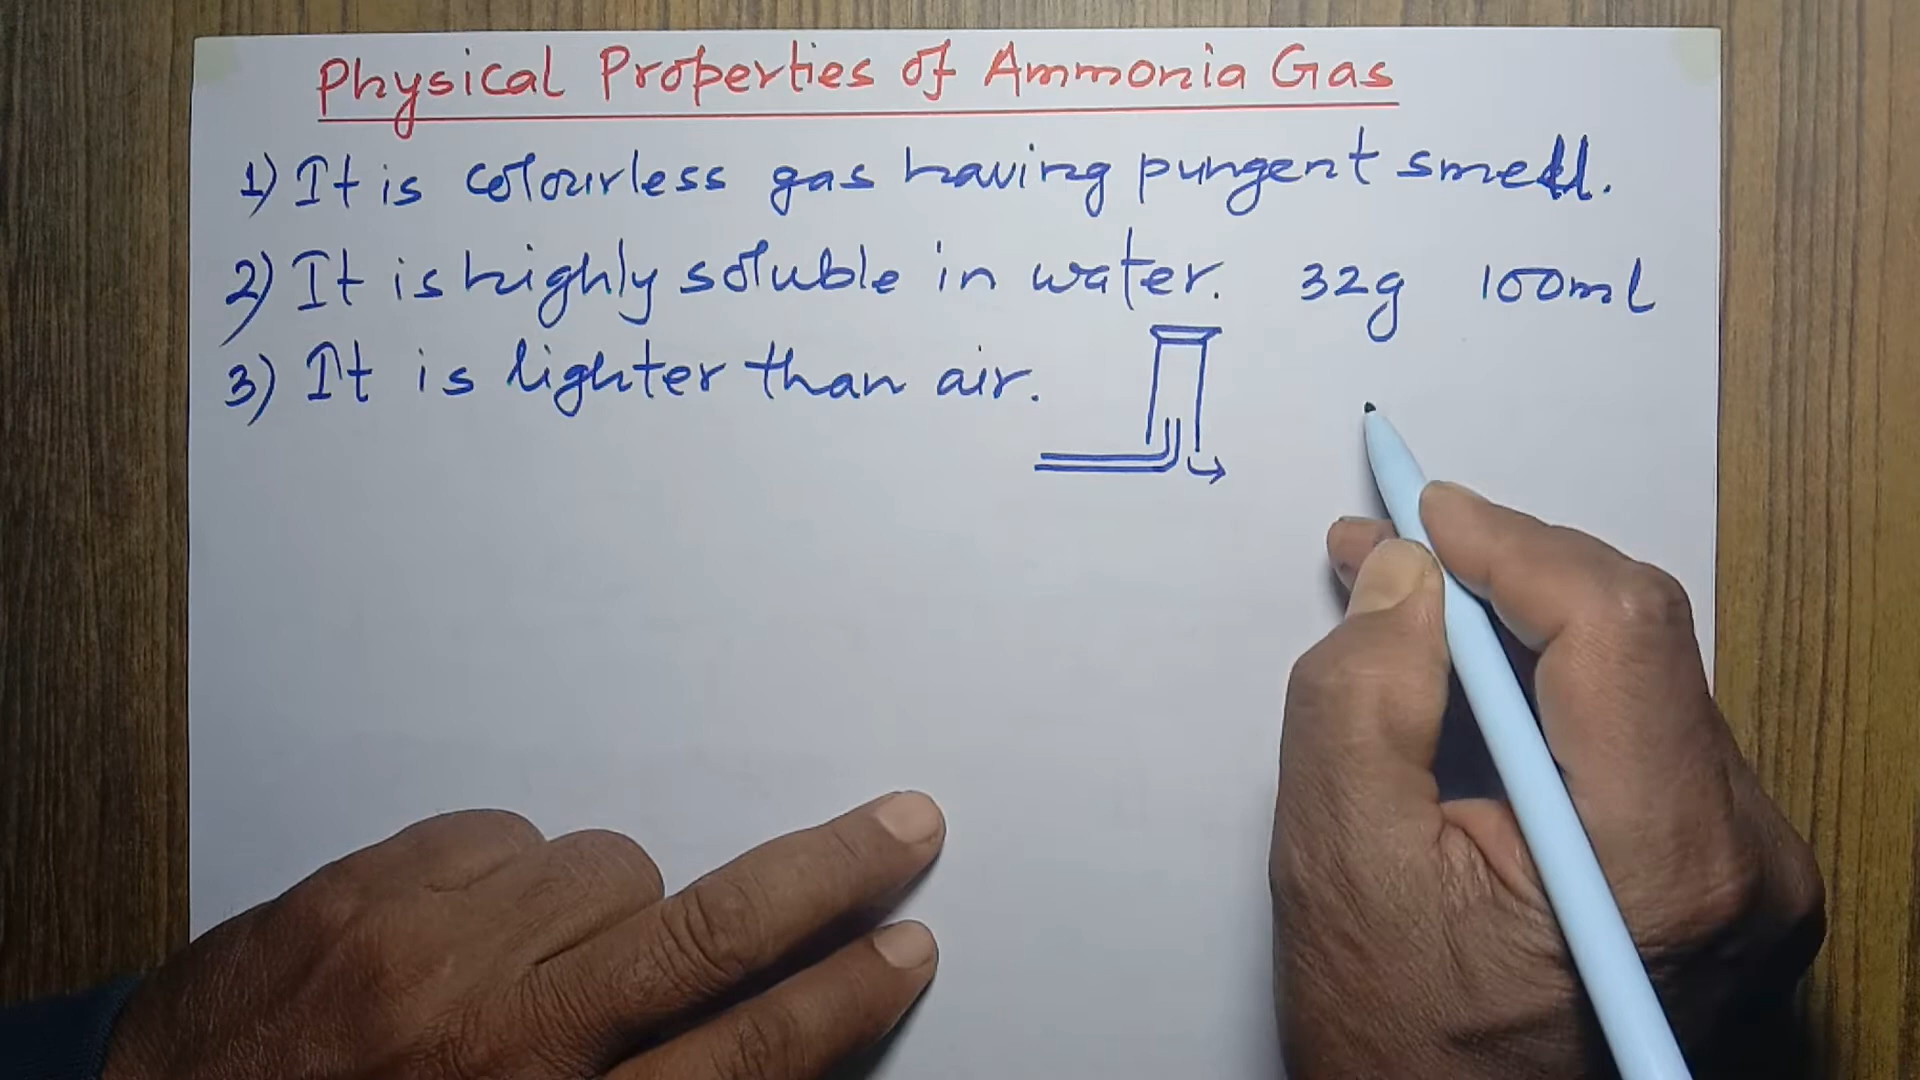 Physical Properties of Ammonia Gas
1) It is colourless gas having pungent smell.
2) It is highly soluble in water. 32g 100ml
3) It is lighter than air.